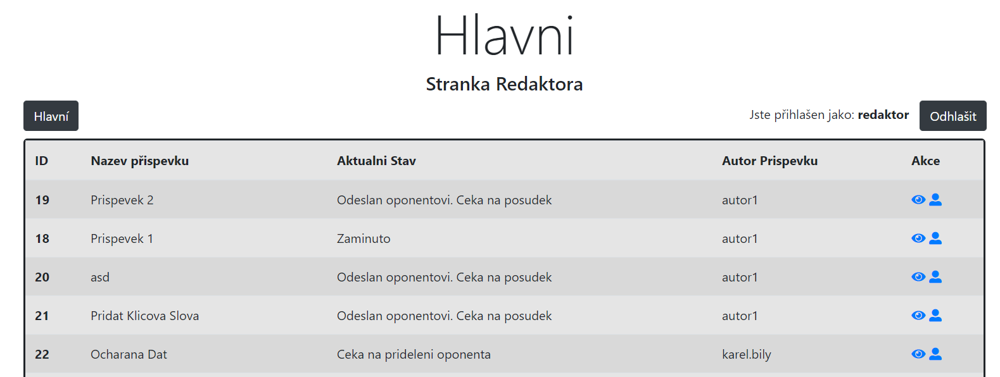 Hlavni
Stranka Redaktora
Hlavní
Jste přihlašen jako: redaktor
Odhlašit
ID Nazev přispevku Aktualni Stav Autor Prispevku Akce
19 Prispevek 2 Odeslan oponentovi. Ceka na posudek autor1
18 Prispevek 1 Zaminuto autor1
20 asd Odeslan oponentovi. Ceka na posudek autor1
21 Pridat Klicova Slova Odeslan oponentovi. Ceka na posudek autor1
22 Ocharana Dat Ceka na prideleni oponenta karel.bily